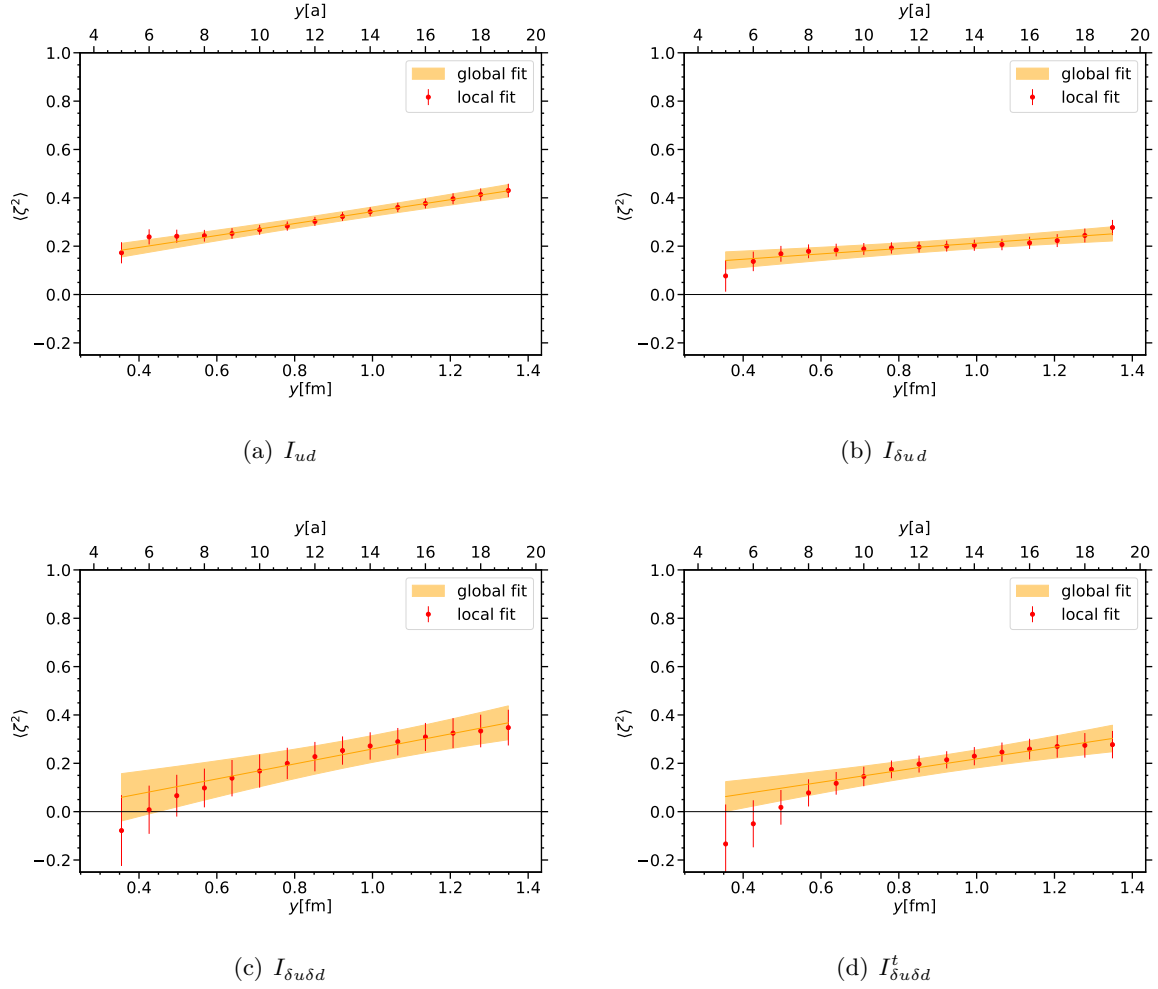 y[a]
4 6 8 10 12 14 16 18 20
1.0
0.8
0.6
0.4
0.2
0.0
−0.2
⟨ζ²⟩
global fit
local fit
0.4 0.6 0.8 1.0 1.2 1.4
y[fm]
(a) I_{ud}
y[a]
4 6 8 10 12 14 16 18 20
1.0
0.8
0.6
0.4
0.2
0.0
−0.2
⟨ζ²⟩
global fit
local fit
0.4 0.6 0.8 1.0 1.2 1.4
y[fm]
(b) I_{δud}
y[a]
4 6 8 10 12 14 16 18 20
1.0
0.8
0.6
0.4
0.2
0.0
−0.2
⟨ζ²⟩
global fit
local fit
0.4 0.6 0.8 1.0 1.2 1.4
y[fm]
(c) I_{δuδd}
y[a]
4 6 8 10 12 14 16 18 20
1.0
0.8
0.6
0.4
0.2
0.0
−0.2
⟨ζ²⟩
global fit
local fit
0.4 0.6 0.8 1.0 1.2 1.4
y[fm]
(d) I^t_{δuδd}